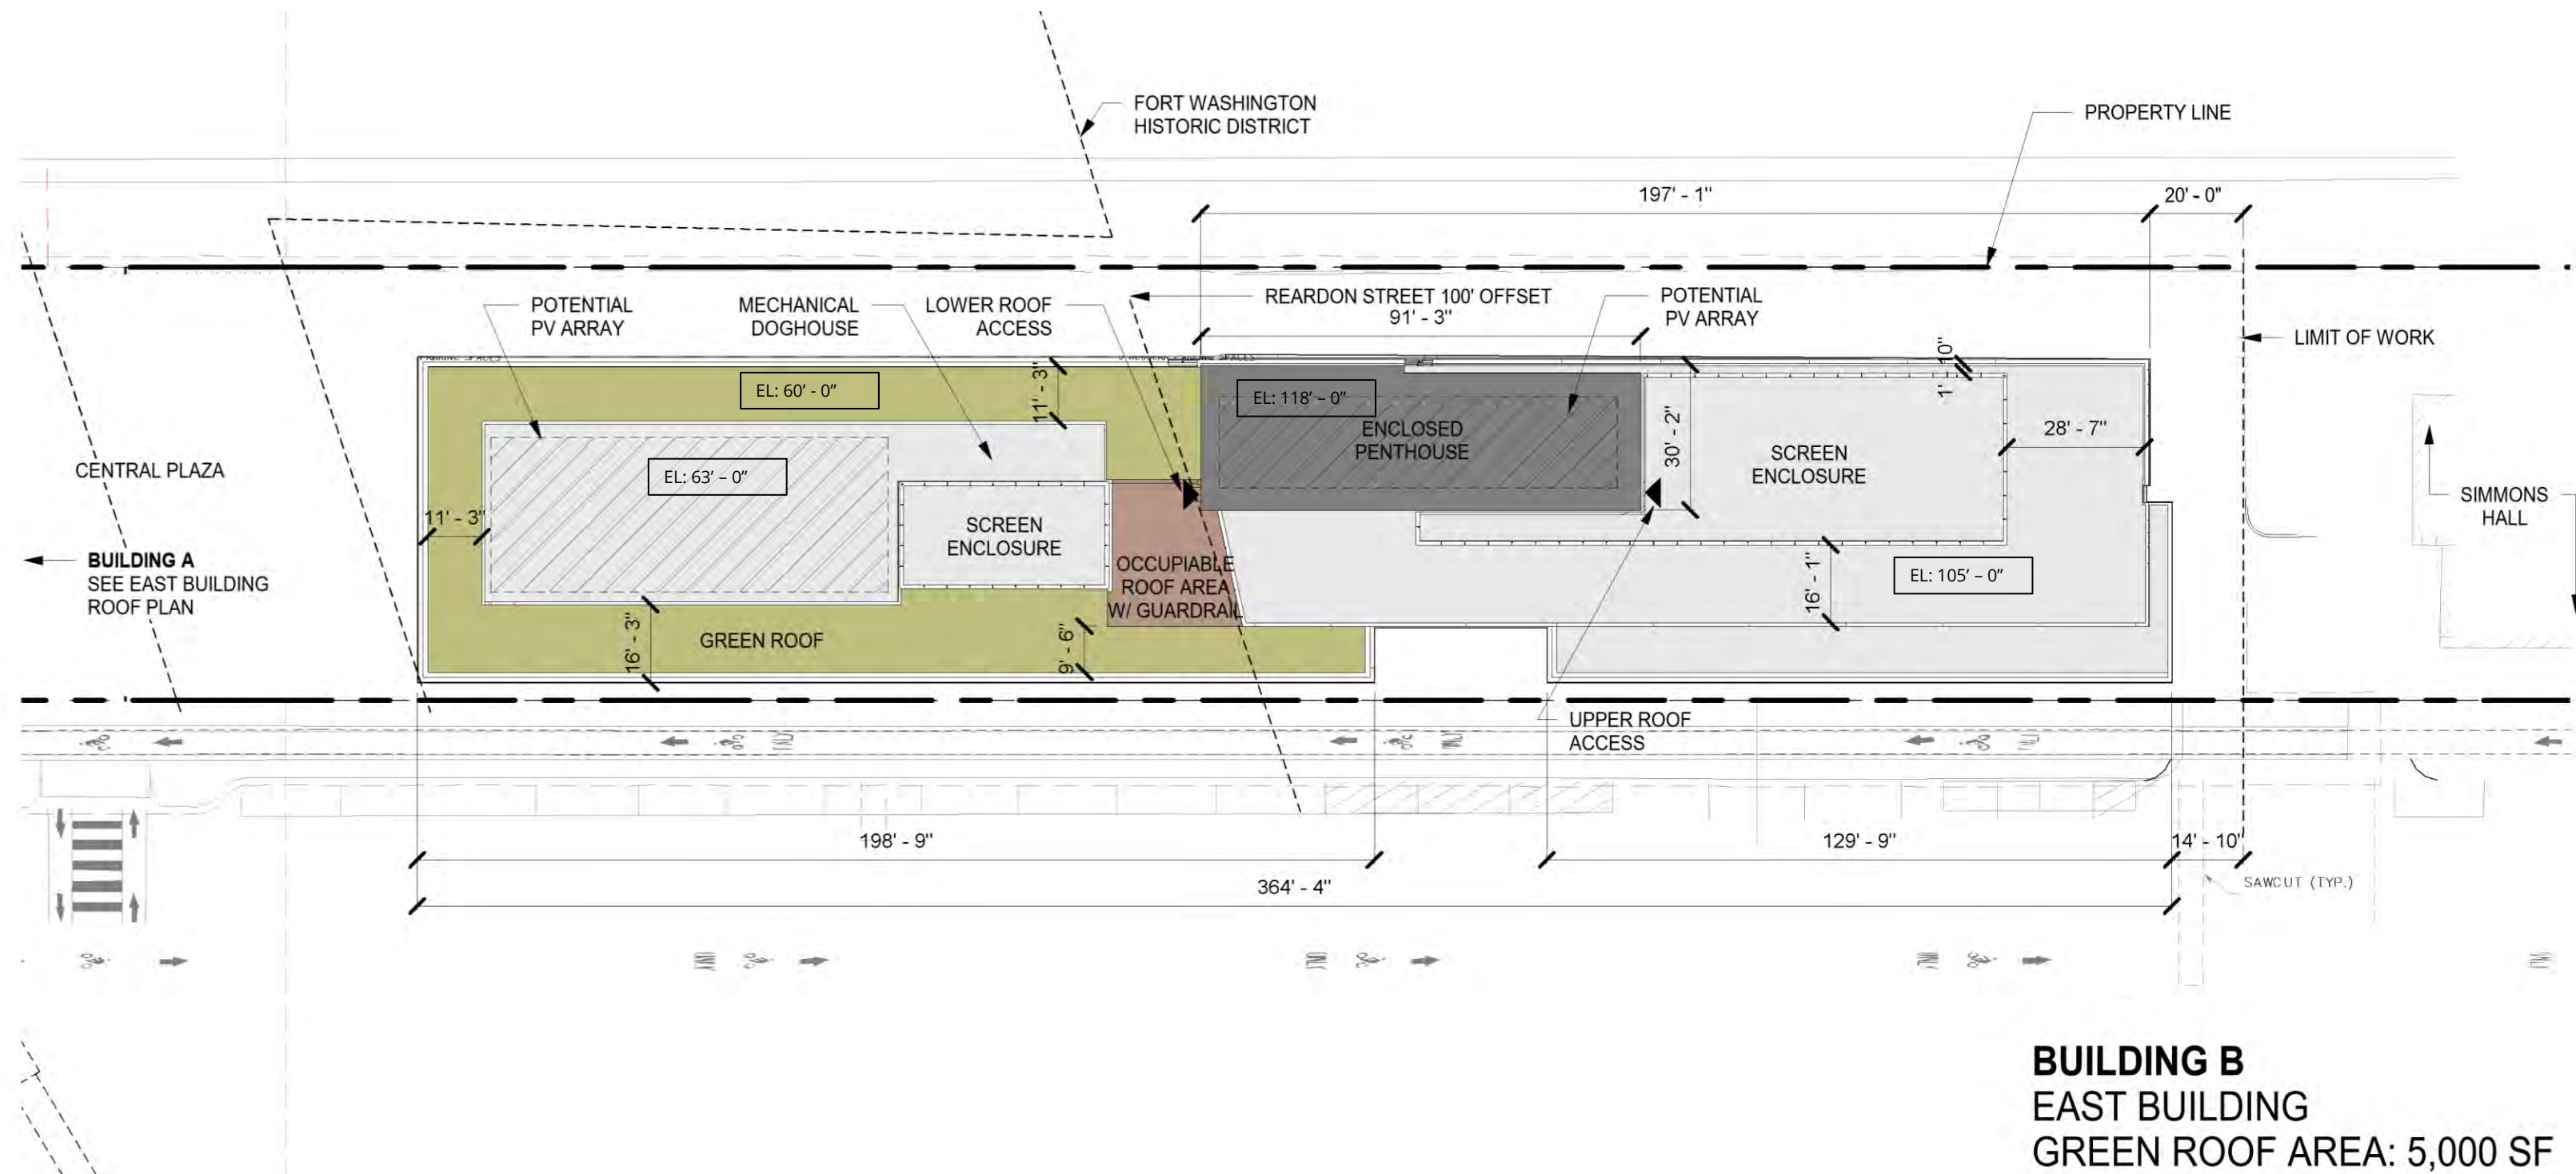 FORT WASHINGTON
HISTORIC DISTRICT
PROPERTY LINE
197' - 1"
20' - 0"
POTENTIAL
PV ARRAY
MECHANICAL
DOGHOUSE
LOWER ROOF
ACCESS
REARDON STREET 100' OFFSET
91' - 3"
POTENTIAL
PV ARRAY
LIMIT OF WORK
EL: 60' - 0"
11' - 3"
EL: 118' – 0"
ENCLOSED
PENTHOUSE
30' - 2"
1' 10"
28' - 7"
SCREEN
ENCLOSURE
CENTRAL PLAZA
EL: 63' – 0"
11' - 3"
SCREEN
ENCLOSURE
SIMMONS
HALL
BUILDING A
SEE EAST BUILDING
ROOF PLAN
OCCUPIABLE
ROOF AREA
W/ GUARDRAIL
16' - 1"
EL: 105' – 0"
16' - 3"
GREEN ROOF
9' - 6"
UPPER ROOF
ACCESS
198' - 9"
129' - 9"
14' - 10"
364' - 4"
SAWCUT (TYP.)
BUILDING B
EAST BUILDING
GREEN ROOF AREA: 5,000 SF